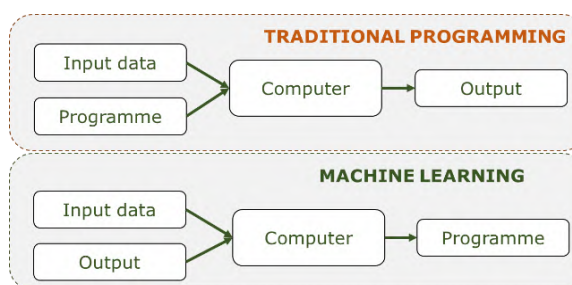 TRADITIONAL PROGRAMMING
Input data
Programme
Computer
Output
MACHINE LEARNING
Input data
Output
Computer
Programme